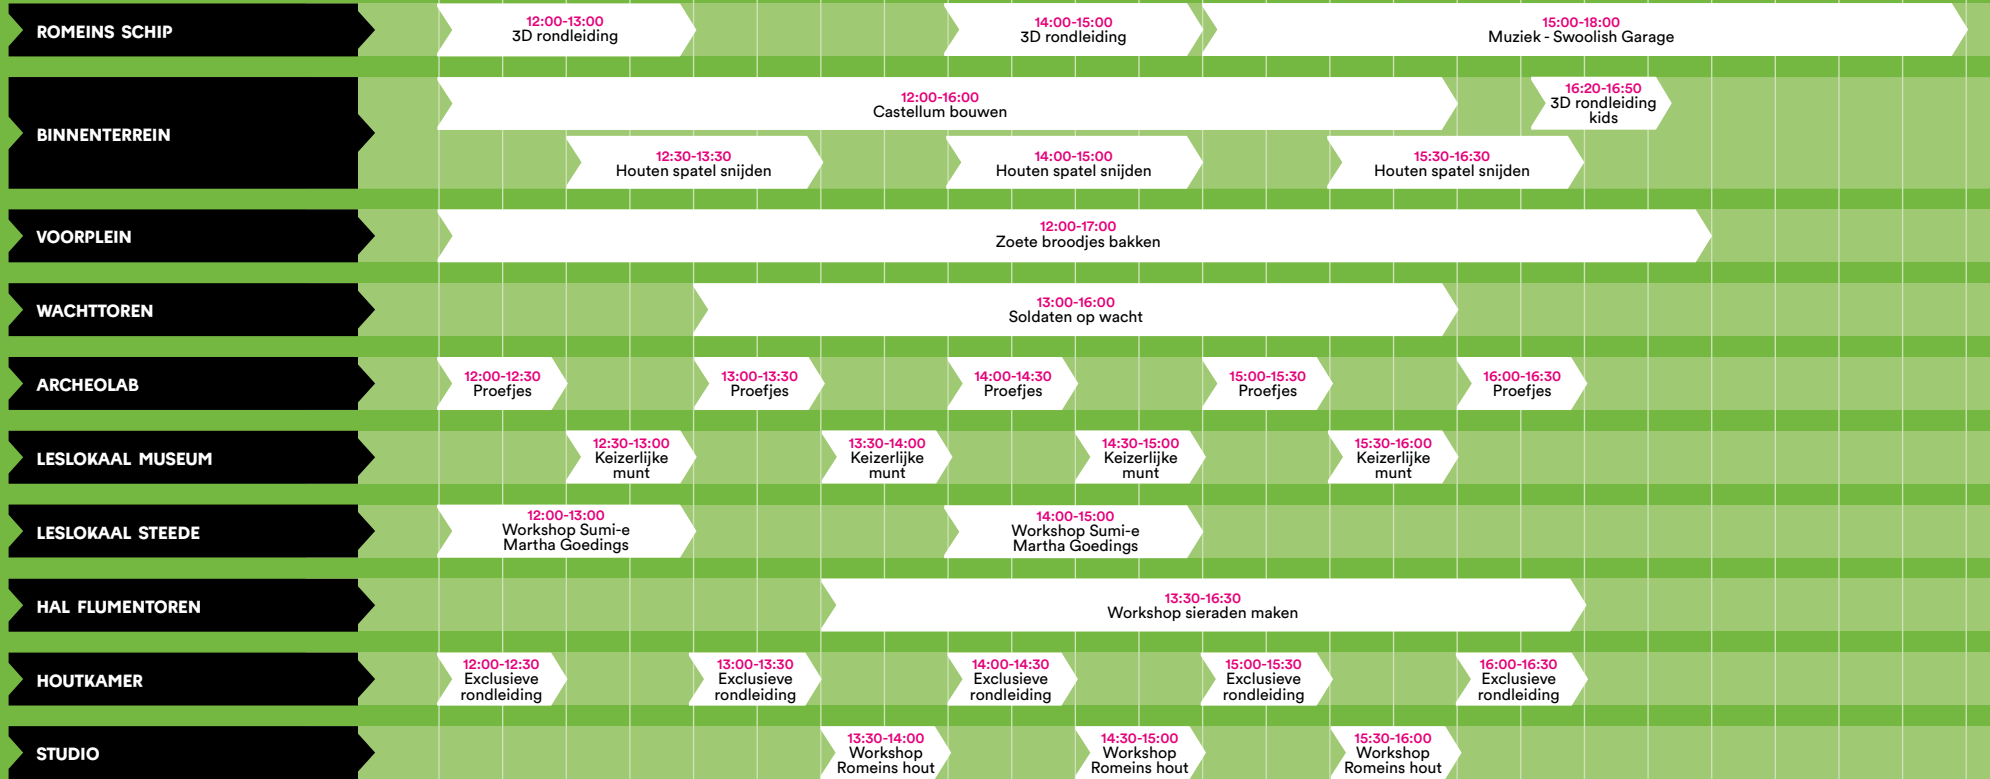 ROMEINS SCHIP
12:00-13:00
3D rondleiding
14:00-15:00
3D rondleiding
15:00-18:00
Muziek - Swoolish Garage
BINNENTERREIN
12:00-16:00
Castellum bouwen
16:20-16:50
3D rondleiding
kids
12:30-13:30
Houten spatel snijden
14:00-15:00
Houten spatel snijden
15:30-16:30
Houten spatel snijden
VOORPLEIN
12:00-17:00
Zoete broodjes bakken
WACHTTOREN
13:00-16:00
Soldaten op wacht
ARCHEOLAB
12:00-12:30
Proefjes
13:00-13:30
Proefjes
14:00-14:30
Proefjes
15:00-15:30
Proefjes
16:00-16:30
Proefjes
LESLOKAAL MUSEUM
12:30-13:00
Keizerlijke
munt
13:30-14:00
Keizerlijke
munt
14:30-15:00
Keizerlijke
munt
15:30-16:00
Keizerlijke
munt
LESLOKAAL STEEDE
12:00-13:00
Workshop Sumi-e
Martha Goedings
14:00-15:00
Workshop Sumi-e
Martha Goedings
HAL FLUMENTOREN
13:30-16:30
Workshop sieraden maken
HOUTKAMER
12:00-12:30
Exclusieve
rondleiding
13:00-13:30
Exclusieve
rondleiding
14:00-14:30
Exclusieve
rondleiding
15:00-15:30
Exclusieve
rondleiding
16:00-16:30
Exclusieve
rondleiding
STUDIO
13:30-14:00
Workshop
Romeins hout
14:30-15:00
Workshop
Romeins hout
15:30-16:00
Workshop
Romeins hout